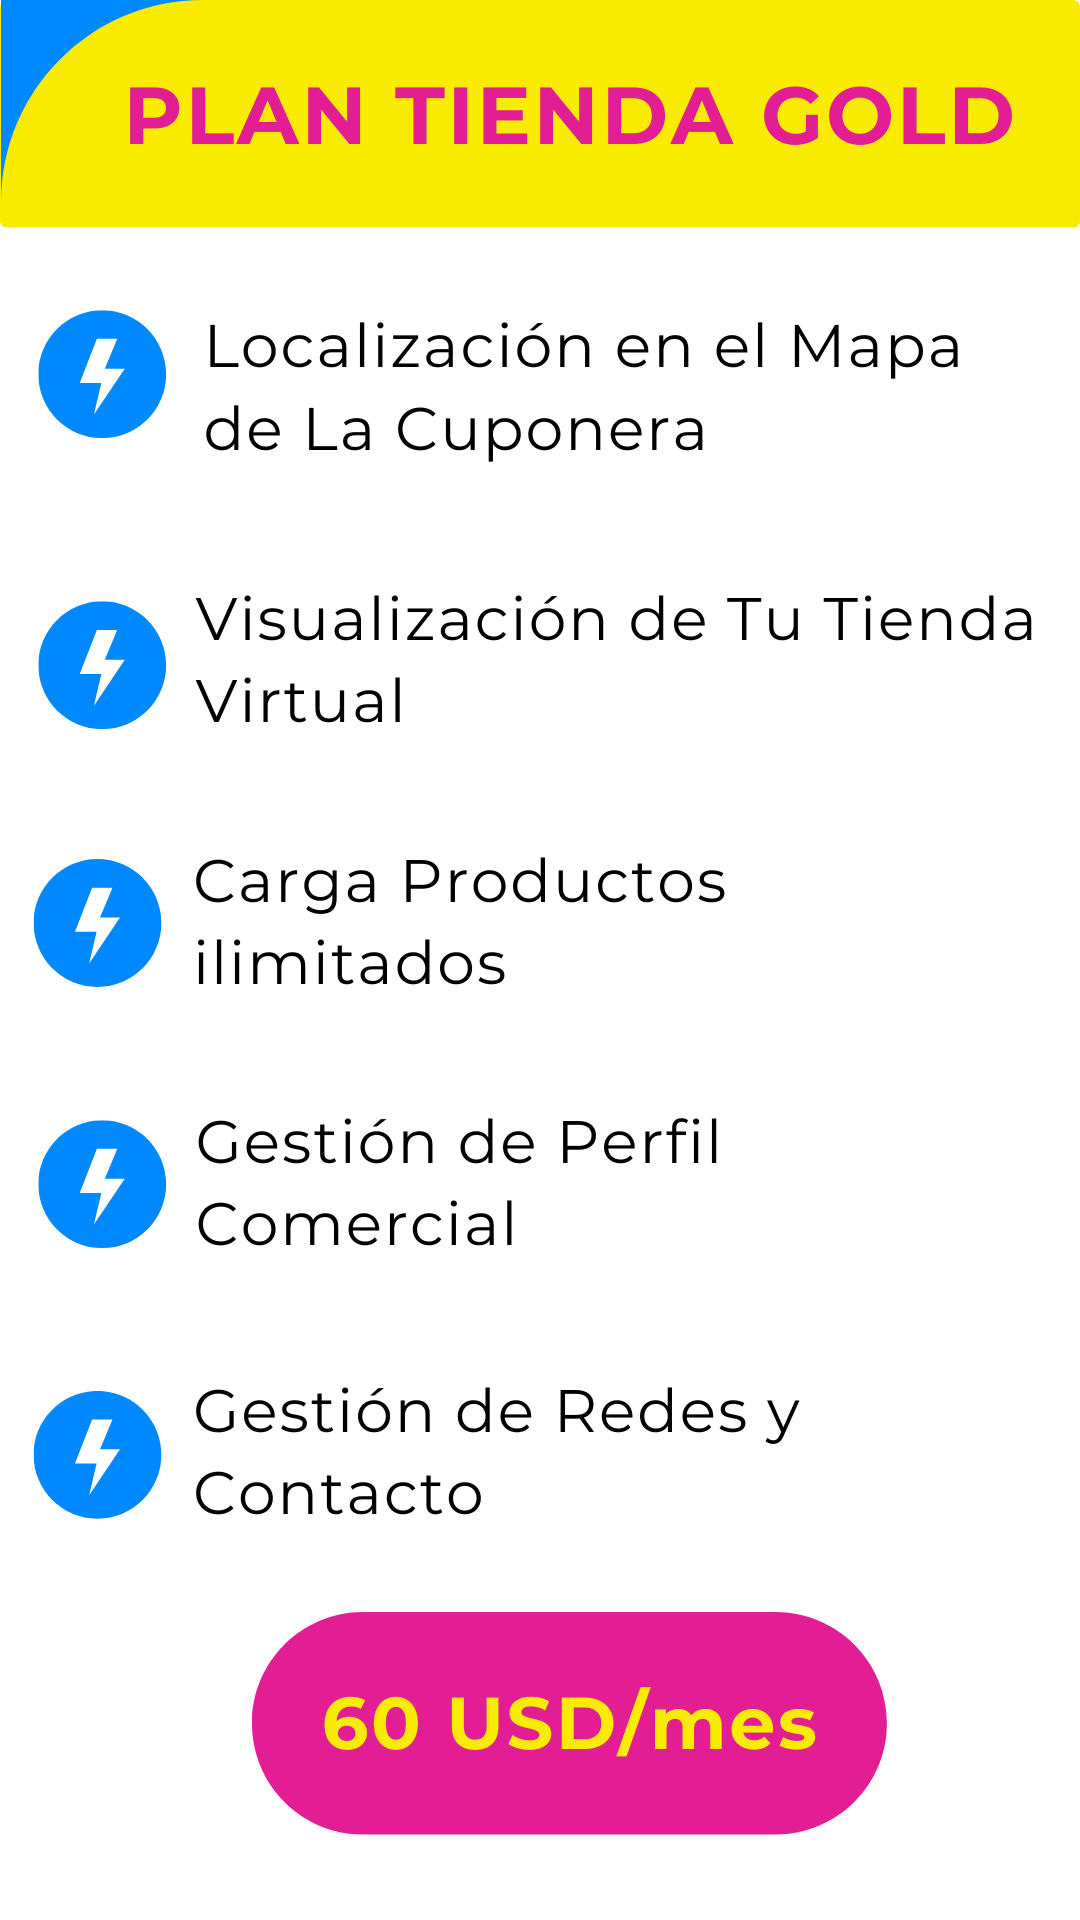 PLAN TIENDA GOLD
Localización en el Mapa
de La Cuponera
Visualización de Tu Tienda
Virtual
Carga Productos
ilimitados
Gestión de Perfil
Comercial
Gestión de Redes y
Contacto
60 USD/mes